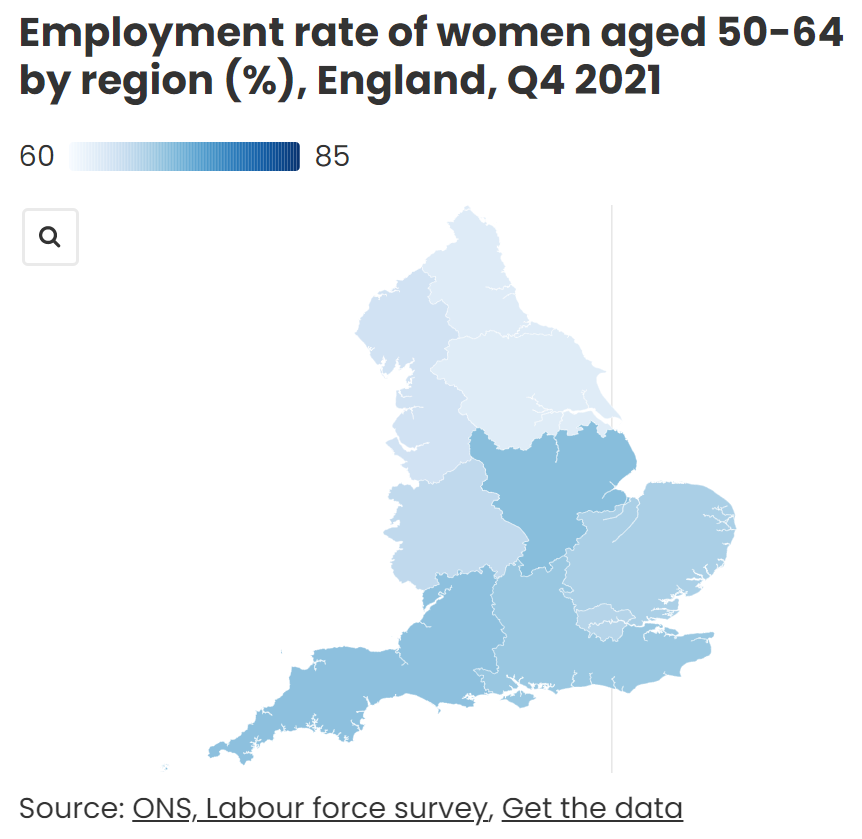 Employment rate of women aged 50-64
by region (%), England, Q4 2021
60 85
Source: ONS, Labour force survey, Get the data